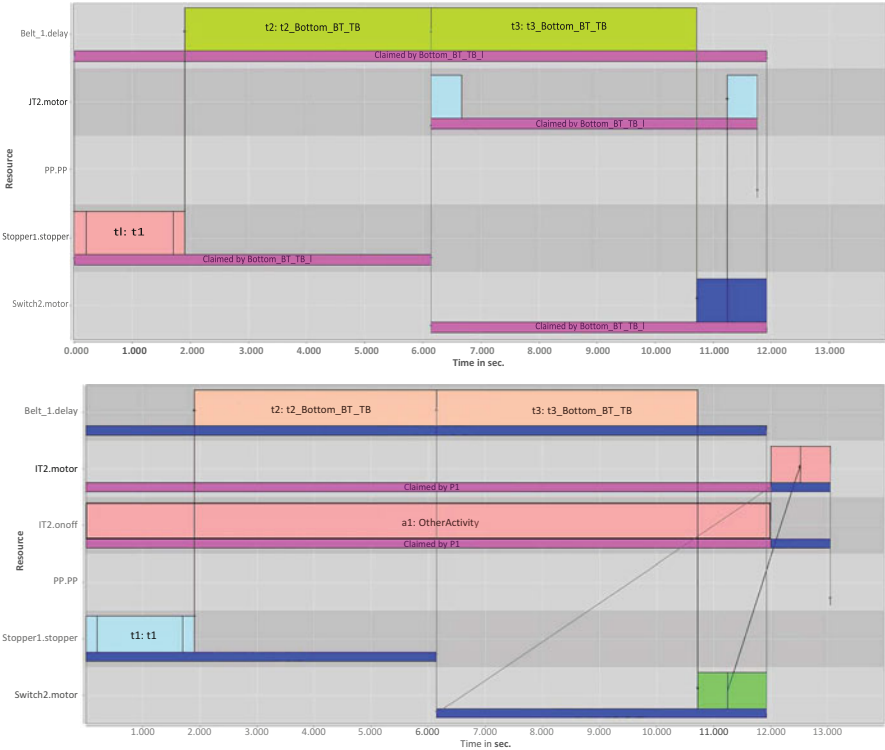 Belt_1.delay
t2: t2_Bottom_BT_TB
t3: t3_Bottom_BT_TB
Claimed by Bottom_BT_TB_I
JT2.motor
Claimed bv Bottom_BT_TB_I
PP.PP
Stopper1.stopper
tl: t1
Claimed by Bottom_BT_TB_I
Switch2.motor
Claimed by Bottom_BT_TB_I
Resource
0.000 1.000 2.000 3.000 4.000 5.000 6.000 7.000 8.000 9.000 10.000 11.000 12.000 13.000
Time in sec.
Belt_1.delay
t2: t2_Bottom_BT_TB
t3: t3_Bottom_BT_TB
IT2.motor
Claimed by P1
IT2.onoff
a1: OtherActivity
Claimed by P1
PP.PP
Stopper1.stopper
t1: t1
Switch2.motor
Resource
1.000 2.000 3.000 4.000 5.000 6.000 7.000 8.000 9.000 10.000 11.000 12.000 13.000
Time in sec.